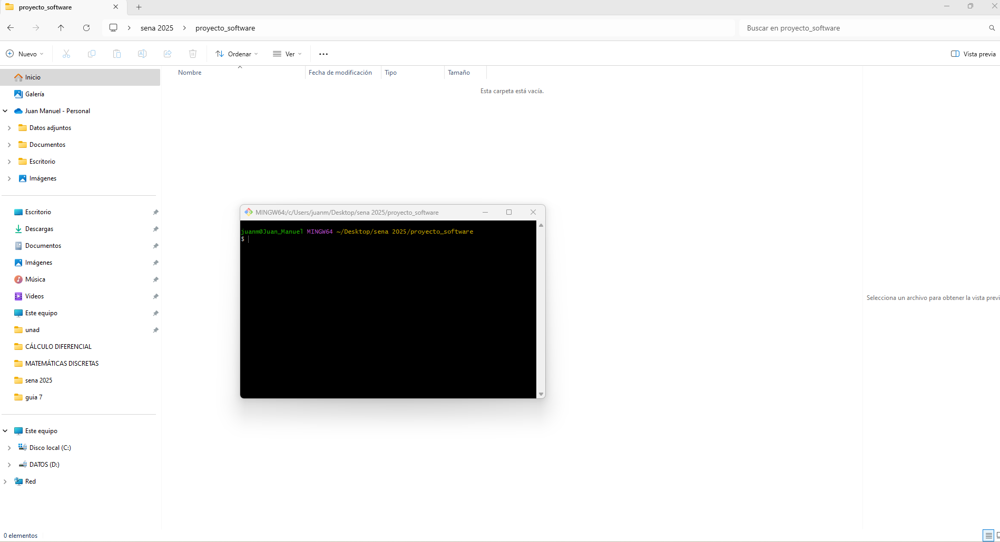 proyecto_software
sena 2025
proyecto_software
Buscar en proyecto_software
Nuevo
Ordenar
Ver
Vista previa
Nombre
Fecha de modificación
Tipo
Tamaño
Esta carpeta está vacía.
Inicio
Galería
Juan Manuel - Personal
Datos adjuntos
Documentos
Escritorio
Imágenes
Escritorio
Descargas
Documentos
Imágenes
Música
Videos
Este equipo
unad
CÁLCULO DIFERENCIAL
MATEMÁTICAS DISCRETAS
sena 2025
guia 7
Este equipo
Disco local (C:)
DATOS (D:)
Red
MINGW64:/c/Users/juanm/Desktop/sena 2025/proyecto_software
juanm@Juan_Manuel MINGW64 ~/Desktop/sena 2025/proyecto_software
$
Selecciona un archivo para obtener la vista previ
0 elementos